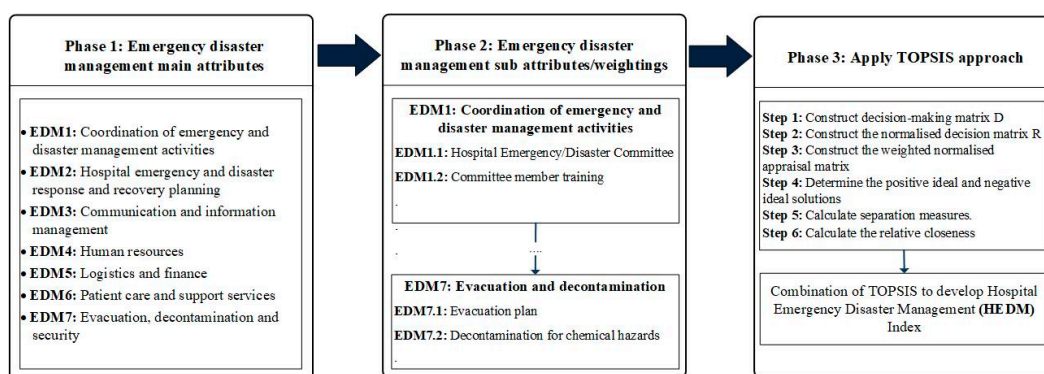 Phase 1: Emergency disaster
management main attributes
• EDM1: Coordination of emergency and
disaster management activities
• EDM2: Hospital emergency and disaster
response and recovery planning
• EDM3: Communication and information
management
• EDM4: Human resources
• EDM5: Logistics and finance
• EDM6: Patient care and support services
• EDM7: Evacuation, decontamination and
security
Phase 2: Emergency disaster
management sub attributes/weightings
EDM1: Coordination of emergency and
disaster management activities
EDM1.1: Hospital Emergency/Disaster Committee
EDM1.2: Committee member training
.
.
.
....
EDM7: Evacuation and decontamination
EDM7.1: Evacuation plan
EDM7.2: Decontamination for chemical hazards
.
Phase 3: Apply TOPSIS approach
Step 1: Construct decision-making matrix D
Step 2: Construct the normalised decision matrix R
Step 3: Construct the weighted normalised
appraisal matrix
Step 4: Determine the positive ideal and negative
ideal solutions
Step 5: Calculate separation measures.
Step 6: Calculate the relative closeness
Combination of TOPSIS to develop Hospital
Emergency Disaster Management (HEDM)
Index